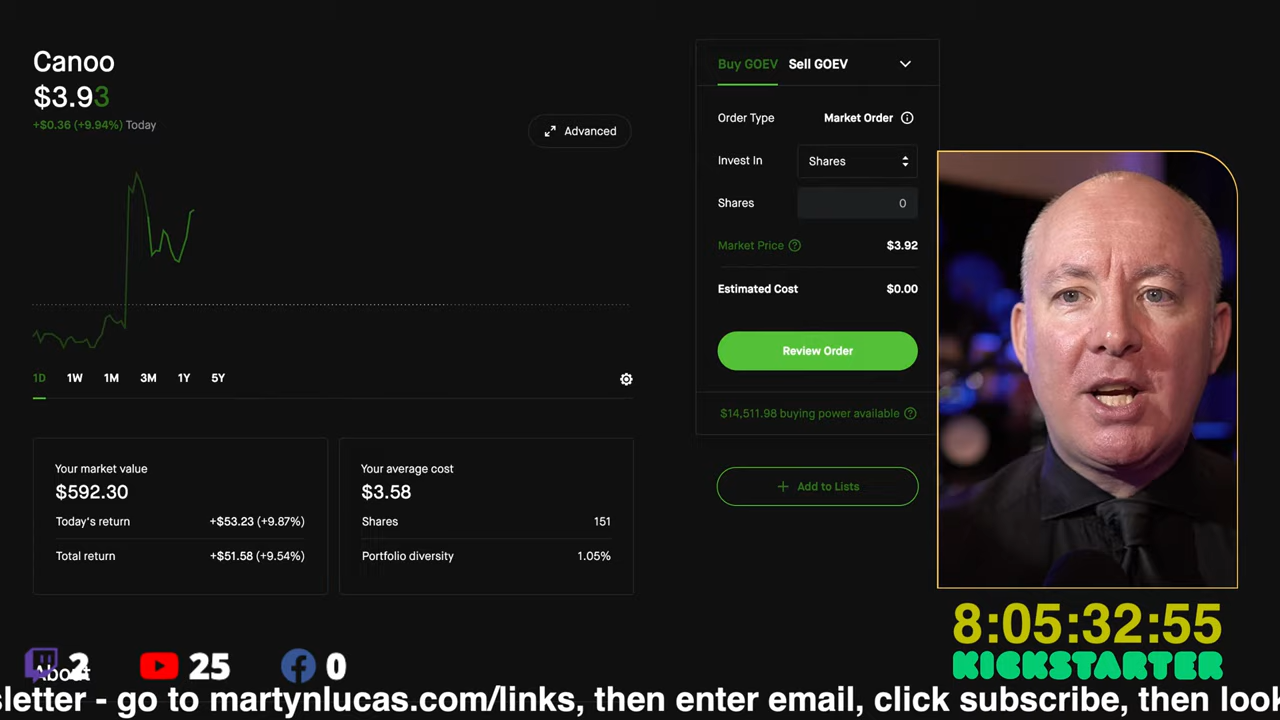 Canoo
$3.93
+$0.36 (+9.94%) Today
Advanced
1D 1W 1M 3M 1Y 5Y
Your market value
$592.30
Today's return +$53.23 (+9.87%)
Total return +$51.58 (+9.54%)
Your average cost
$3.58
Shares 151
Portfolio diversity 1.05%
Buy GOEV Sell GOEV
Order Type Market Order
Invest In Shares
Shares 0
Market Price $3.92
Estimated Cost $0.00
Review Order
$14,511.98 buying power available
Add to Lists
8:05:32:55
KICKSTARTER
About
2 25 0
sletter - go to martynlucas.com/links, then enter email, click subscribe, then look